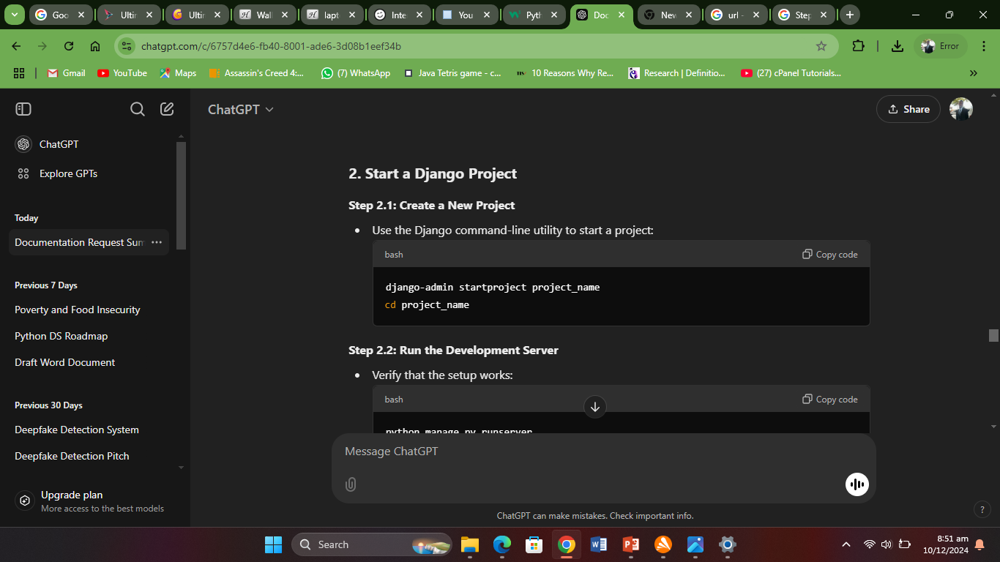 Goo
Ultir
Ultin
Wall
lapt
Inte
You
Pyth
Doc
New
url -
Step
chatgpt.com/c/6757d4e6-fb40-8001-ade6-3d08b1eef34b
Error
Gmail
YouTube
Maps
Assassin's Creed 4:...
(7) WhatsApp
Java Tetris game - c...
10 Reasons Why Re...
Research | Definitio...
(27) cPanel Tutorials...
ChatGPT
Share
ChatGPT
Explore GPTs
Today
Documentation Request Sum
Previous 7 Days
Poverty and Food Insecurity
Python DS Roadmap
Draft Word Document
Previous 30 Days
Deepfake Detection System
Deepfake Detection Pitch
Upgrade plan
More access to the best models
2. Start a Django Project
Step 2.1: Create a New Project
Use the Django command-line utility to start a project:
bash
Copy code
django-admin startproject project_name
cd project_name
Step 2.2: Run the Development Server
Verify that the setup works:
bash
Copy code
python manage.py runserver
Message ChatGPT
ChatGPT can make mistakes. Check important info.
?
Search
8:51 am
10/12/2024